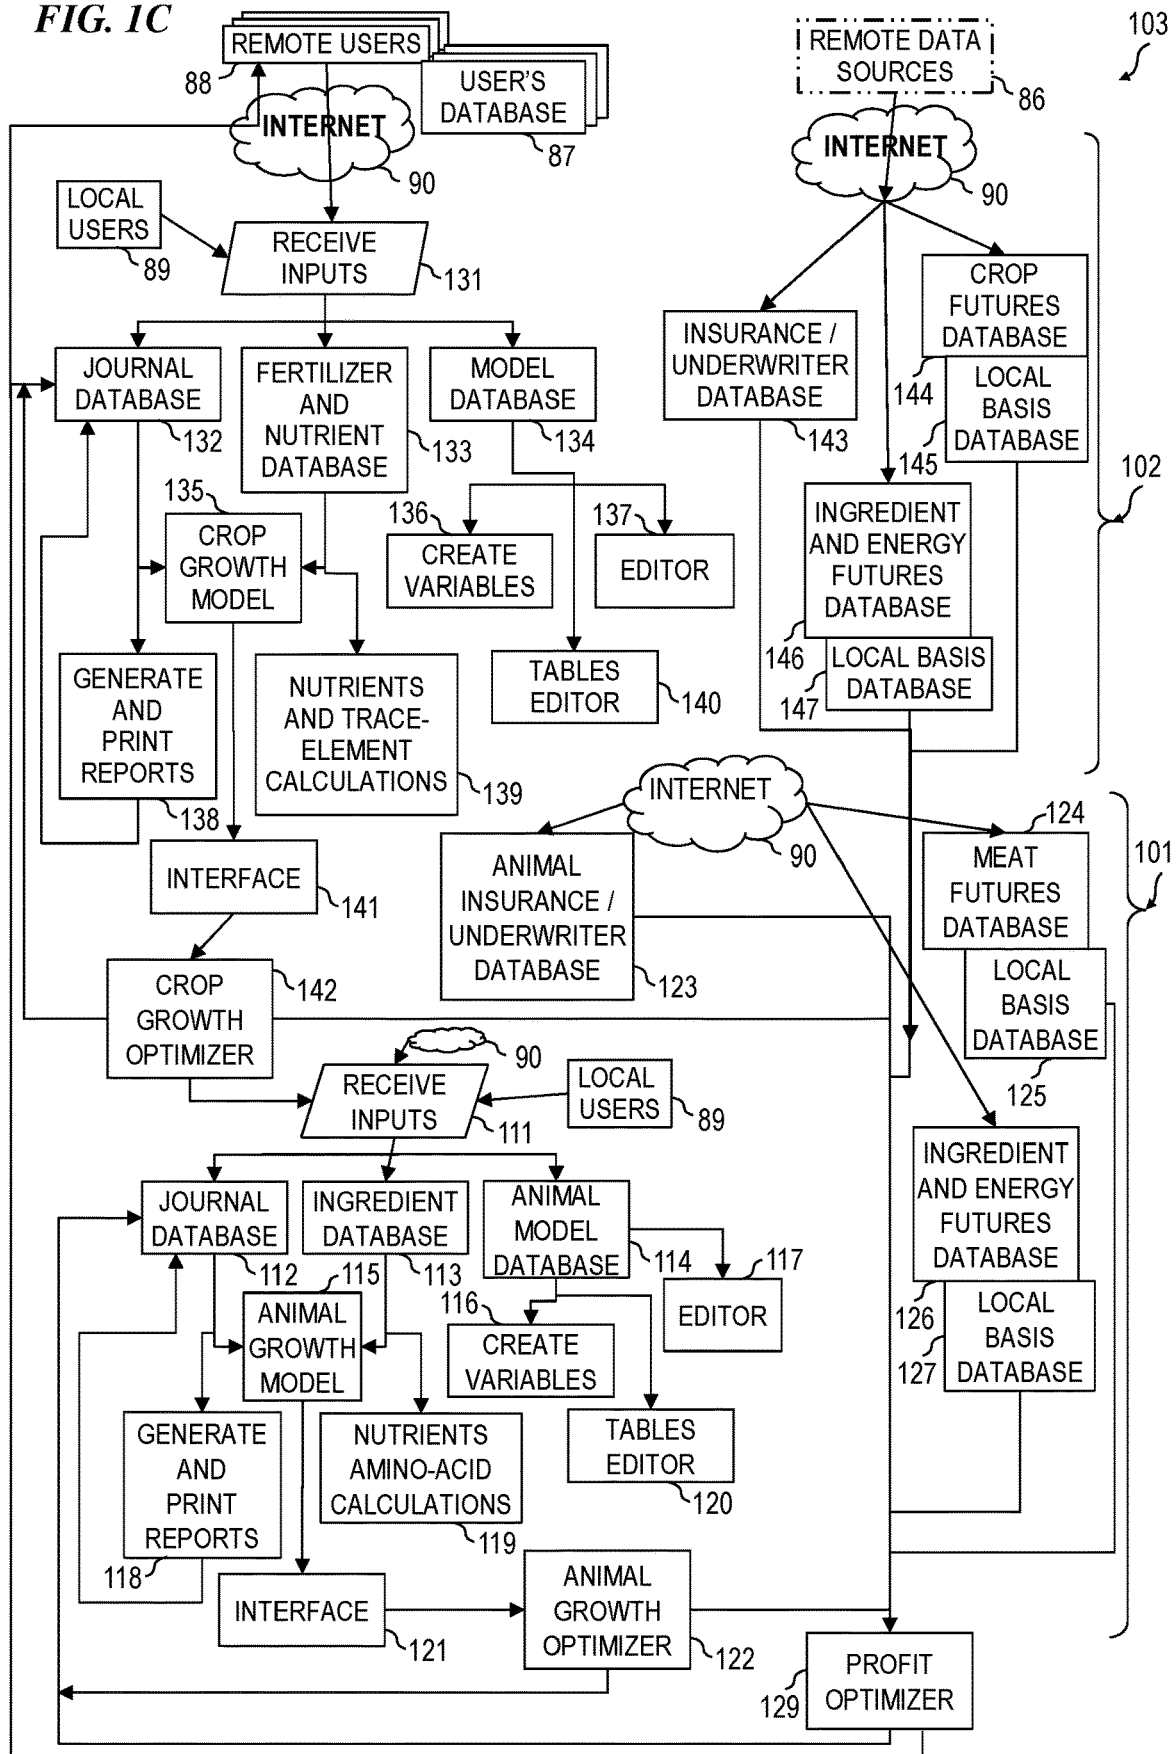 FIG. 1C
REMOTE USERS
88
USER'S
DATABASE
87
INTERNET
90
REMOTE DATA
SOURCES
86
103
INTERNET
90
LOCAL
USERS
89
RECEIVE
INPUTS
131
JOURNAL
DATABASE
132
FERTILIZER
AND
NUTRIENT
DATABASE
133
MODEL
DATABASE
134
INSURANCE /
UNDERWRITER
DATABASE
143
CROP
FUTURES
DATABASE
144
LOCAL
BASIS
DATABASE
145
102
135
CROP
GROWTH
MODEL
136
CREATE
VARIABLES
137
EDITOR
INGREDIENT
AND ENERGY
FUTURES
DATABASE
146
LOCAL BASIS
DATABASE
147
GENERATE
AND
PRINT
REPORTS
138
NUTRIENTS
AND TRACE-
ELEMENT
CALCULATIONS
139
TABLES
EDITOR
140
INTERNET
90
INTERFACE
141
ANIMAL
INSURANCE /
UNDERWRITER
DATABASE
123
124
MEAT
FUTURES
DATABASE
LOCAL
BASIS
DATABASE
125
101
CROP
GROWTH
OPTIMIZER
142
90
RECEIVE
INPUTS
111
LOCAL
USERS
89
JOURNAL
DATABASE
112
INGREDIENT
DATABASE
113
ANIMAL
MODEL
DATABASE
114
117
EDITOR
INGREDIENT
AND ENERGY
FUTURES
DATABASE
126
LOCAL
BASIS
DATABASE
127
115
ANIMAL
GROWTH
MODEL
116
CREATE
VARIABLES
GENERATE
AND
PRINT
REPORTS
118
NUTRIENTS
AMINO-ACID
CALCULATIONS
119
TABLES
EDITOR
120
INTERFACE
121
ANIMAL
GROWTH
OPTIMIZER
122
PROFIT
OPTIMIZER
129